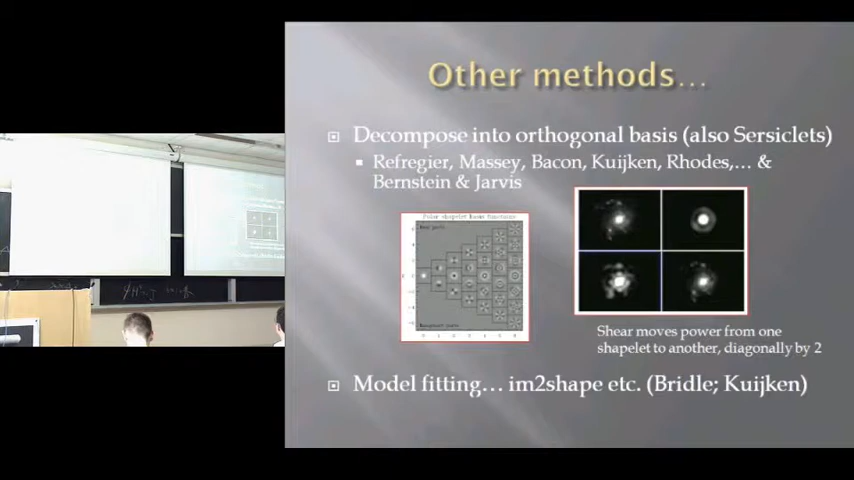 Other methods...
Decompose into orthogonal basis (also Sersiclets)
Refregier, Massey, Bacon, Kuijken, Rhodes,... &
Bernstein & Jarvis
Polar shapelet basis functions
Shear moves power from one
shapelet to another, diagonally by 2
Model fitting... im2shape etc. (Bridle; Kuijken)